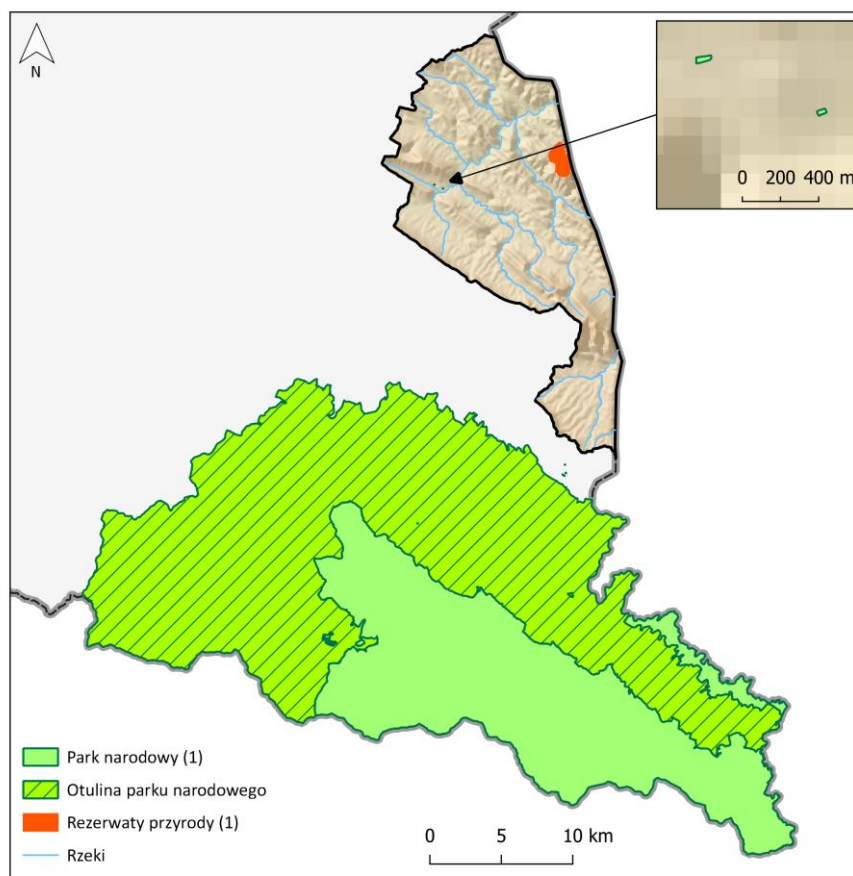 N
0 200 400 m
Park narodowy (1)
Otulina parku narodowego
Rezerwaty przyrody (1)
Rzeki
0 5 10 km